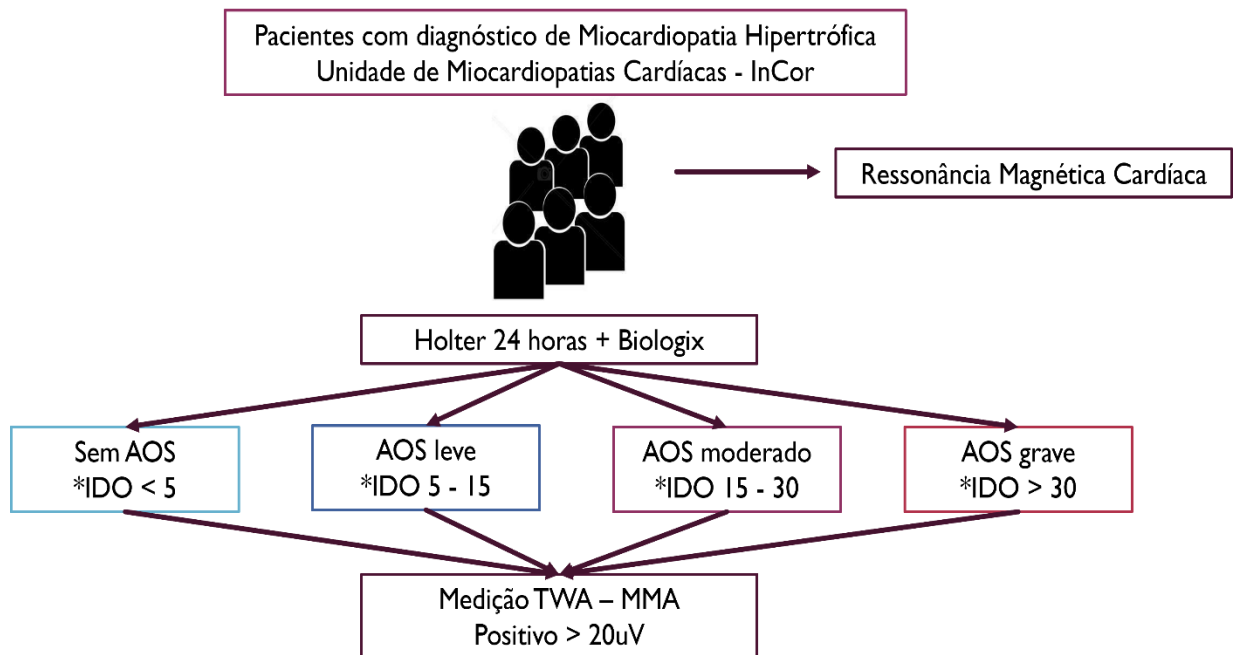 Pacientes com diagnóstico de Miocardiopatia Hipertrófica
Unidade de Miocardiopatias Cardíacas - InCor
Ressonância Magnética Cardíaca
Holter 24 horas + Biologix
Sem AOS
*IDO < 5
AOS leve
*IDO 5 - 15
AOS moderado
*IDO 15 - 30
AOS grave
*IDO > 30
Medição TWA – MMA
Positivo > 20uV